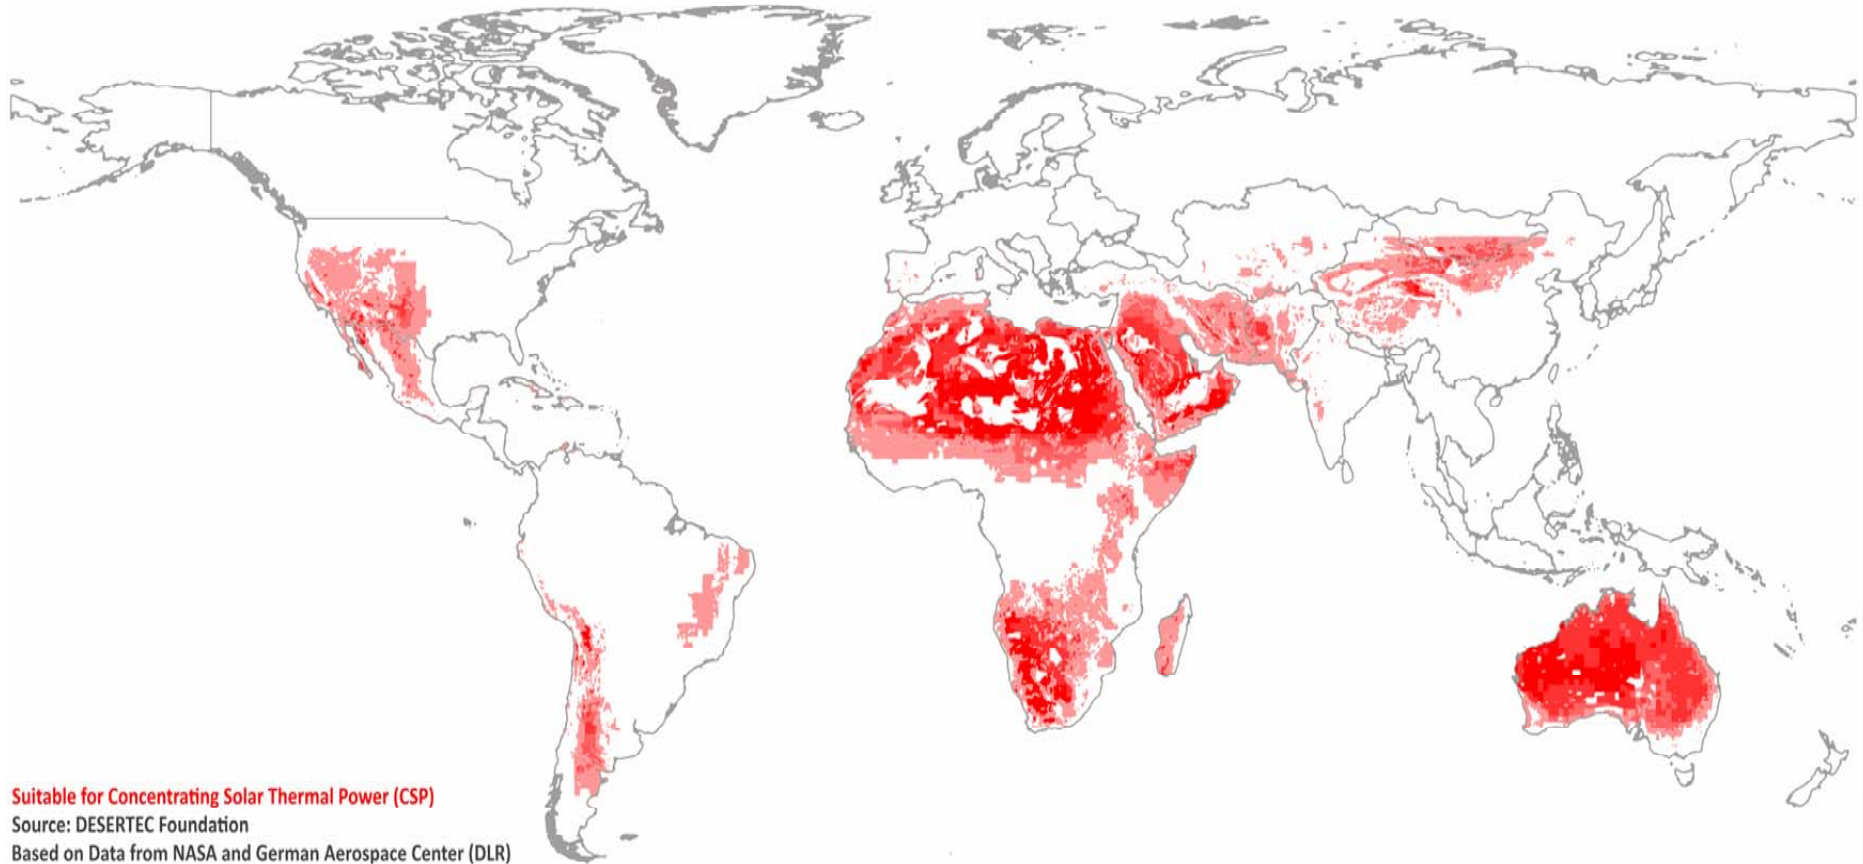 Suitable for Concentrating Solar Thermal Power (CSP)
Source: DESERTEC Foundation
Based on Data from NASA and German Aerospace Center (DLR)